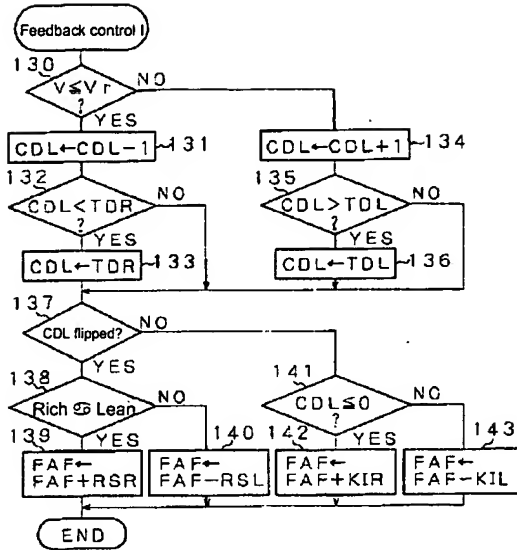 Feedback control I
130
V≦Vr
?
NO
YES
CDL←CDL−1
131
CDL←CDL+1
134
132
CDL<TDR
?
NO
YES
135
CDL>TDL
?
NO
YES
CDL←TDR
133
CDL←TDL
136
137
CDL flipped?
NO
YES
138
Rich Lean
NO
YES
141
CDL≦0
?
NO
YES
139
FAF←
FAF+RSR
140
FAF←
FAF−RSL
142
FAF←
FAF+KIR
143
FAF←
FAF−KIL
END